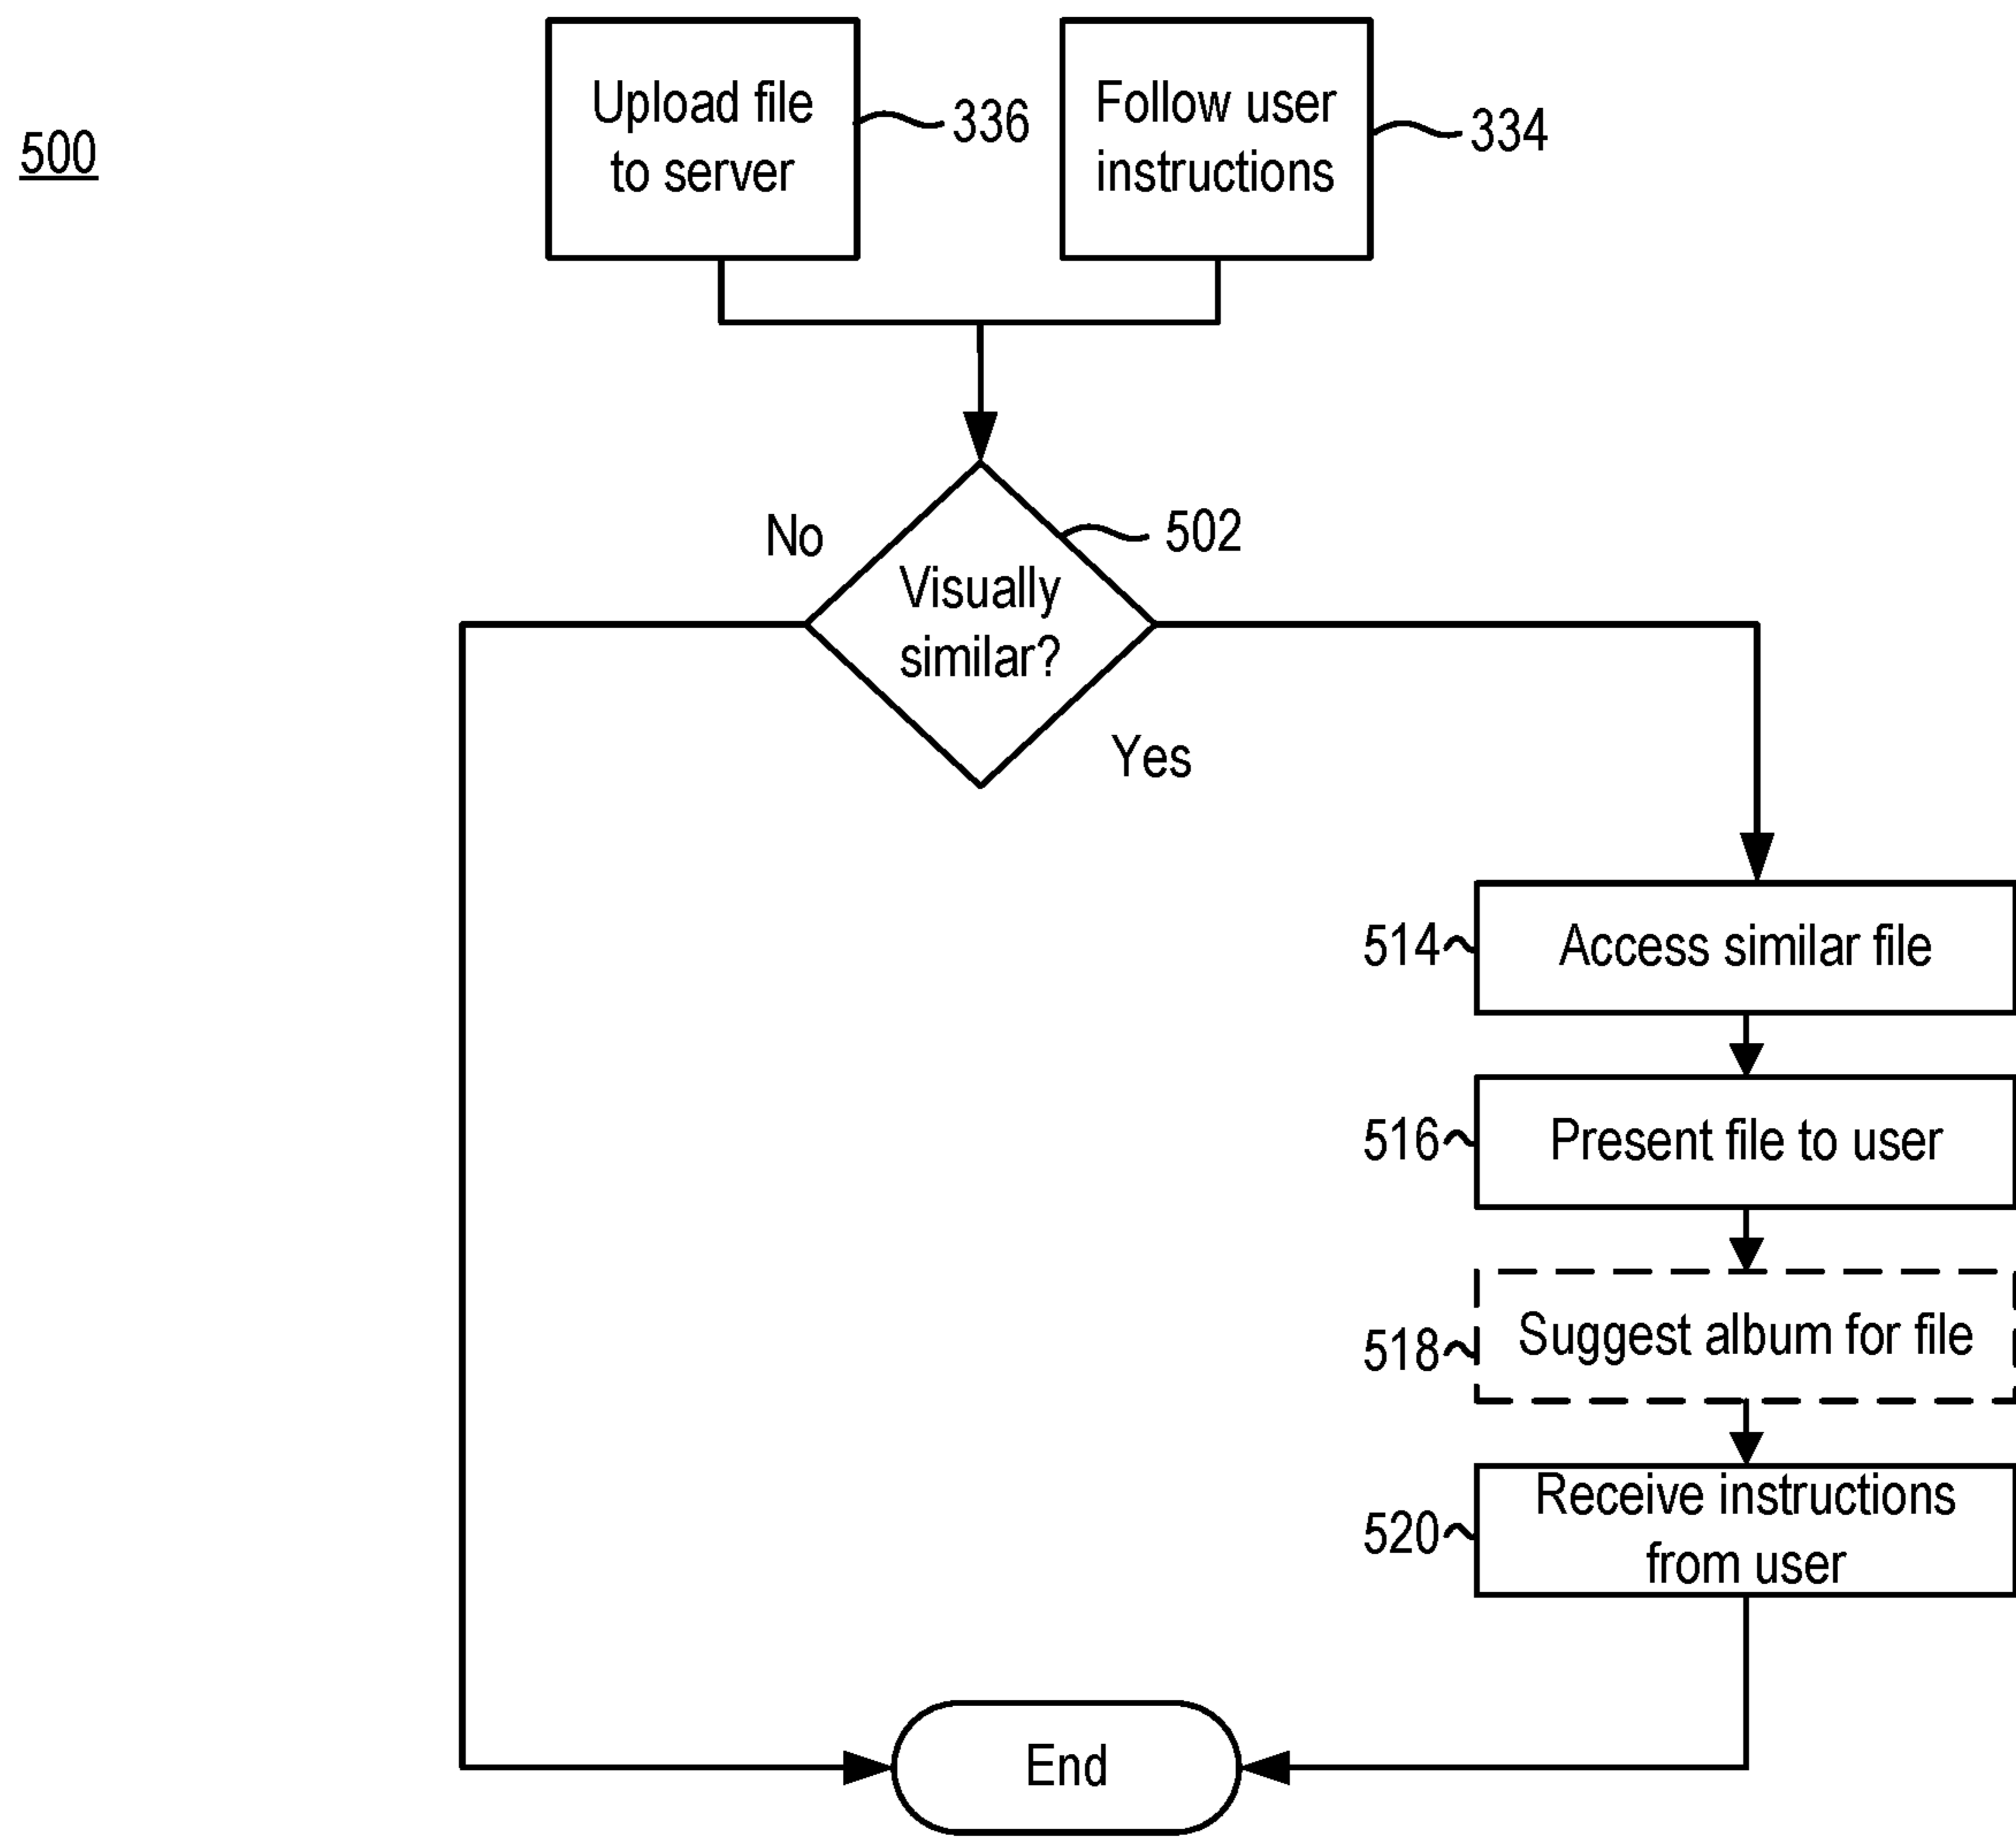 500
Upload file
to server
336
Follow user
instructions
334
No
502
Visually
similar?
Yes
514
Access similar file
516
Present file to user
518
Suggest album for file
520
Receive instructions
from user
End